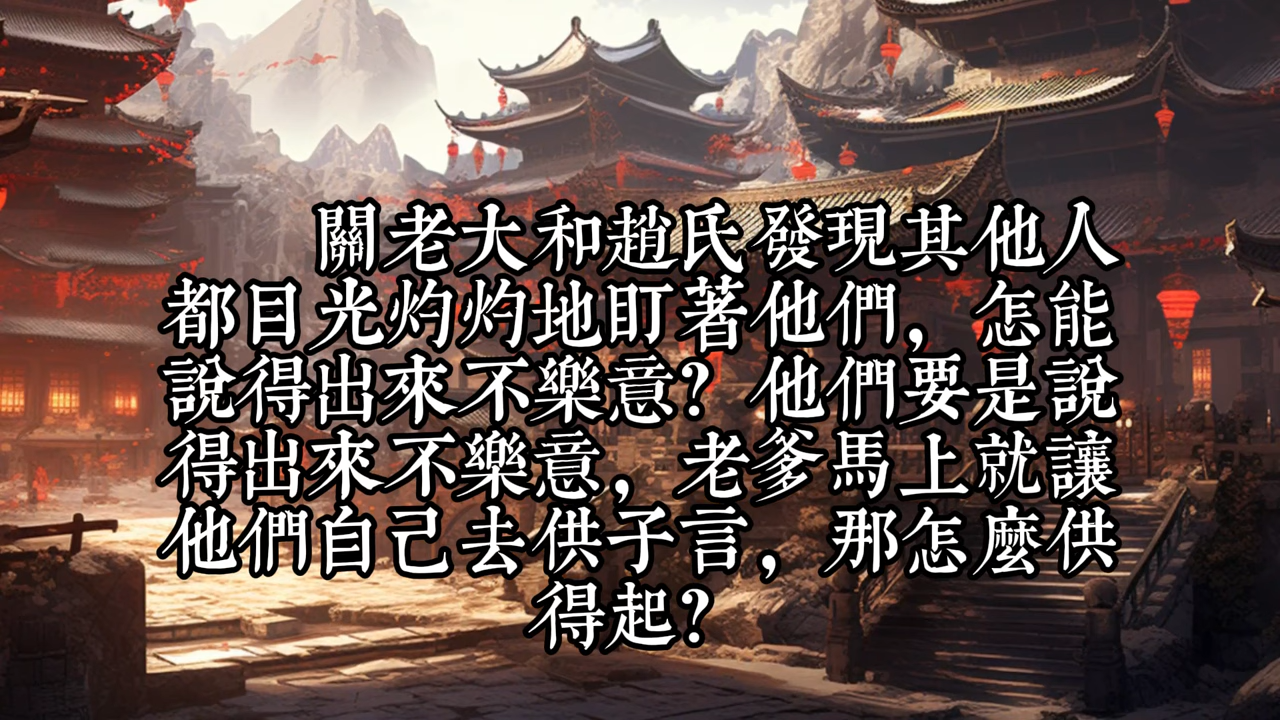 關老大和趙氏發現其他人
都目光灼灼地盯著他們，怎能
說得出來不樂意？他們要是說
得出來不樂意，老爹馬上就讓
他們自己去供子言，那怎麼供
得起？